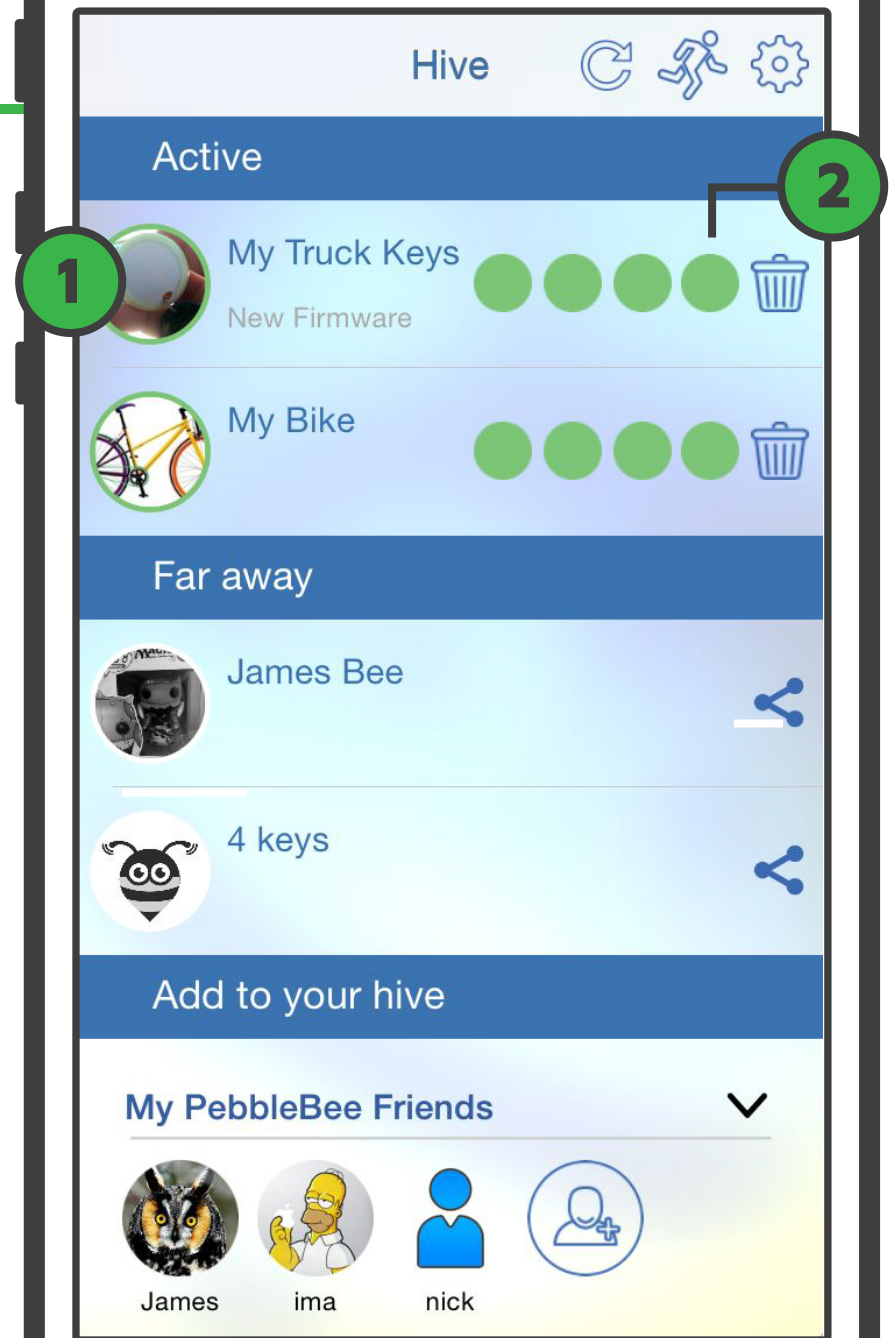 Hive
Active
2
My Truck Keys
1
New Firmware
My Bike
Far away
James Bee
4 keys
Add to your hive
My PebbleBee Friends
James
ima
nick